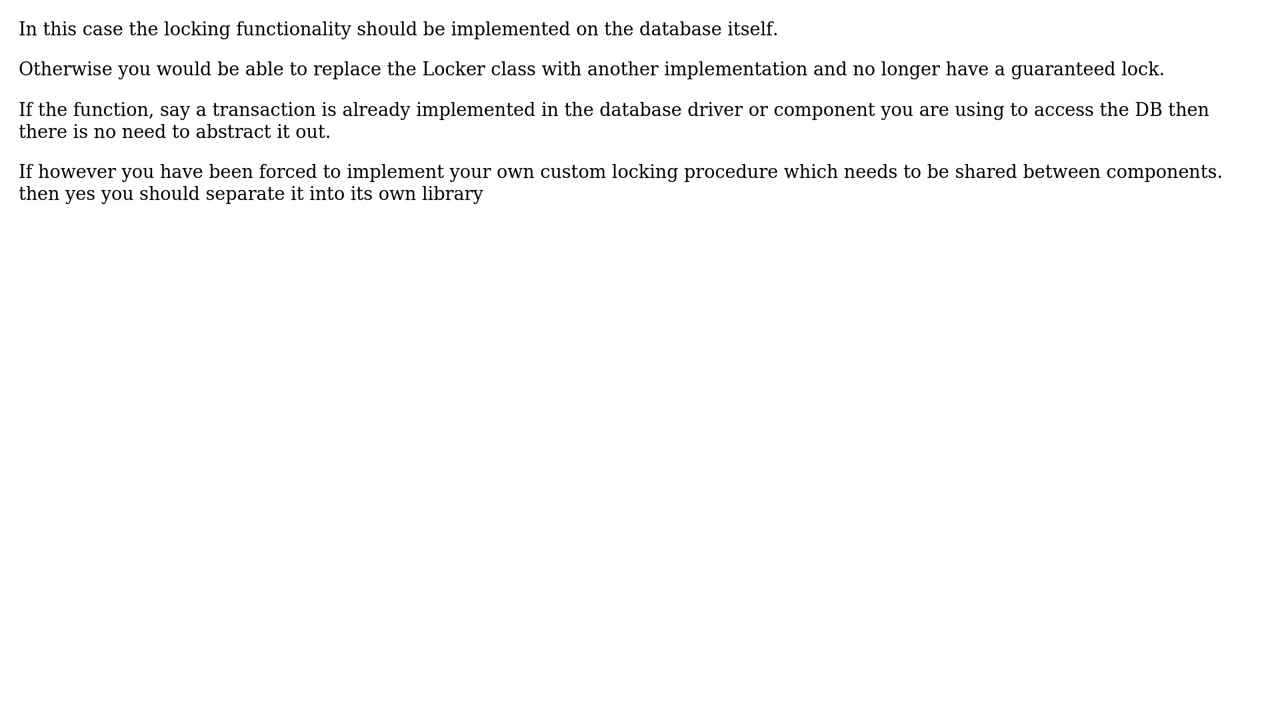 In this case the locking functionality should be implemented on the database itself.
Otherwise you would be able to replace the Locker class with another implementation and no longer have a guaranteed lock.
If the function, say a transaction is already implemented in the database driver or component you are using to access the DB then
there is no need to abstract it out.
If however you have been forced to implement your own custom locking procedure which needs to be shared between components.
then yes you should separate it into its own library